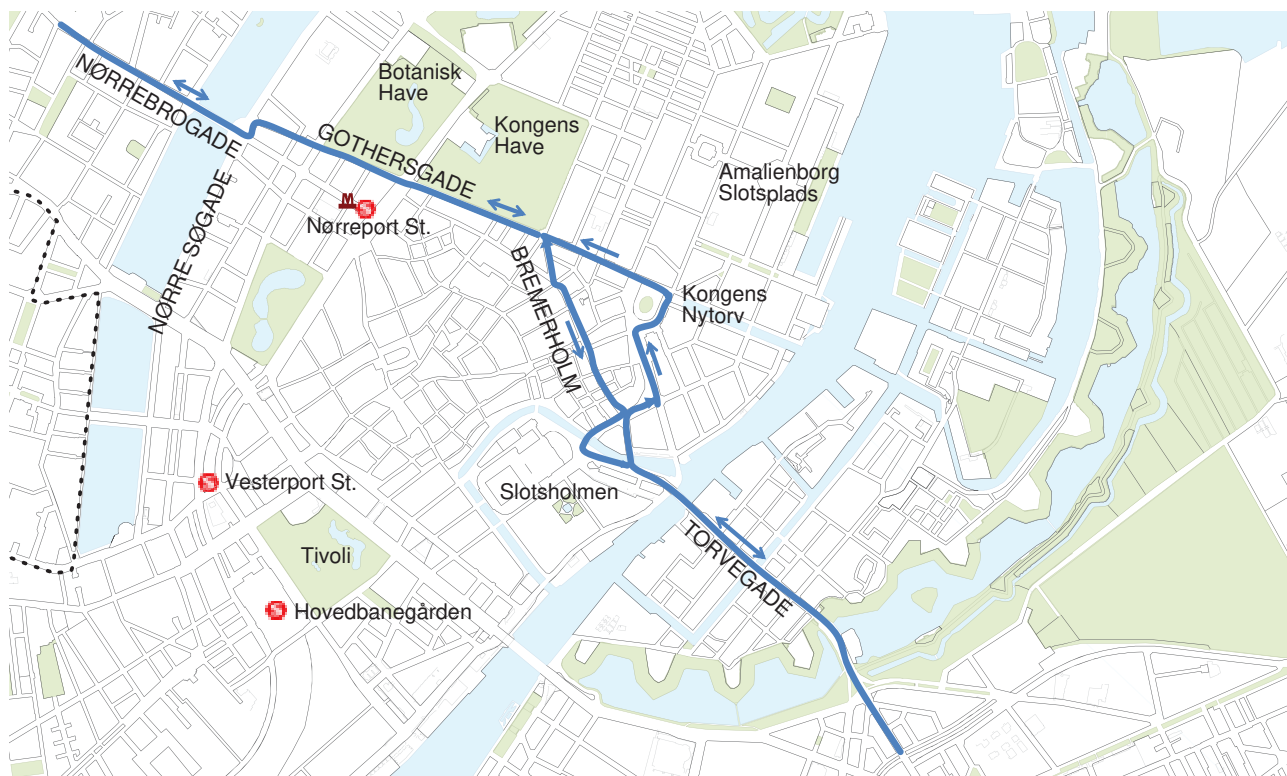 Botanisk
Have
NØRREBROGADE
Kongens
Have
GOTHERSGADE
Amalienborg
Slotsplads
M
S
Nørreport St.
NØRRE SØGADE
BREMERHOLM
Kongens
Nytorv
S
Vesterport St.
Slotsholmen
TORVEGADE
Tivoli
S
Hovedbanegården